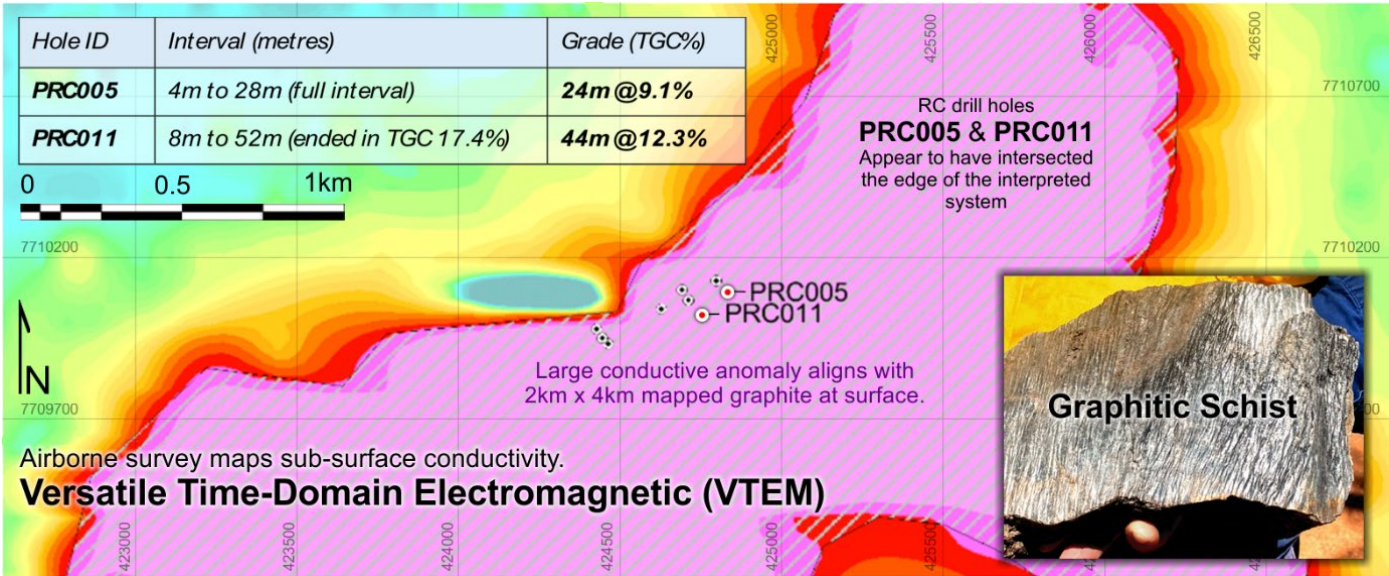 Hole ID Interval (metres) Grade (TGC%)
PRC005 4m to 28m (full interval) 24m @9.1%
PRC011 8m to 52m (ended in TGC 17.4%) 44m @12.3%
0 0.5 1km
425000 425500 426000 426500
7710700
RC drill holes
PRC005 & PRC011
Appear to have intersected
the edge of the interpreted
system
7710200 7710200
PRC005
PRC011
N
Large conductive anomaly aligns with
2km x 4km mapped graphite at surface.
7709700
Graphitic Schist
Airborne survey maps sub-surface conductivity.
Versatile Time-Domain Electromagnetic (VTEM)
423000 423500 424000 424500 425000 425500